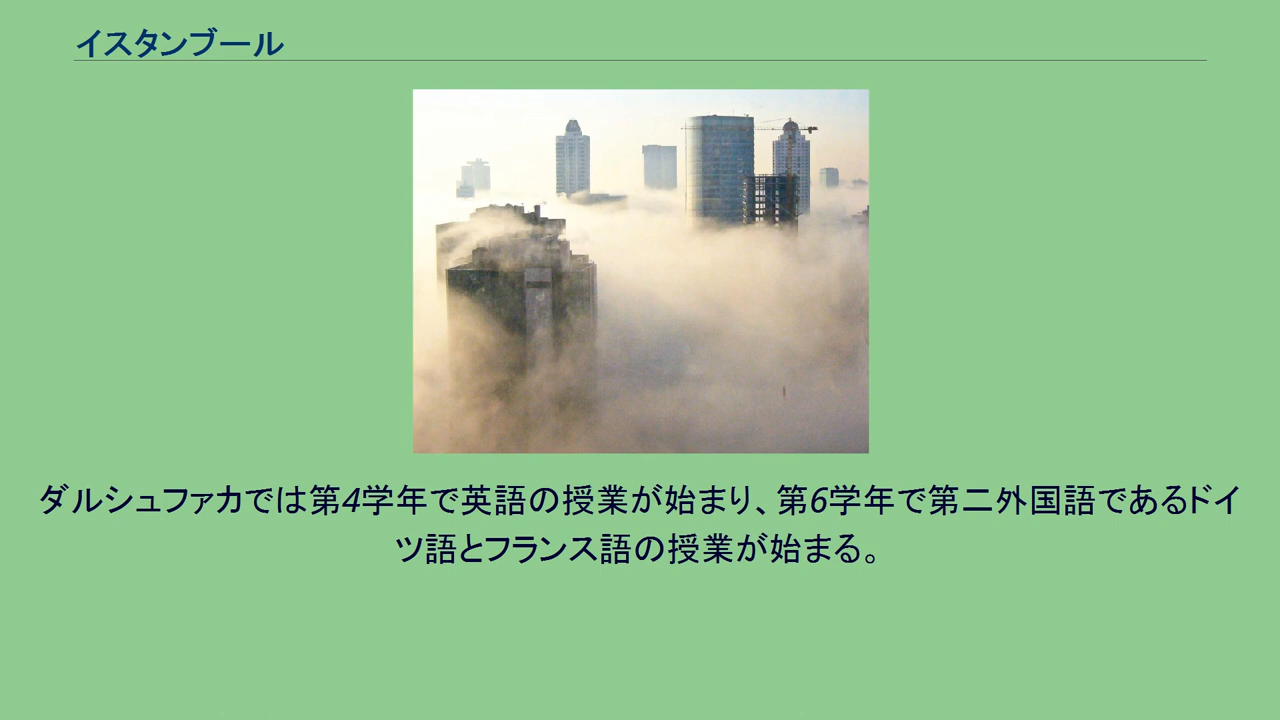 イスタンブール
ダルシュファカでは第4学年で英語の授業が始まり、第6学年で第二外国語であるドイ
ツ語とフランス語の授業が始まる。